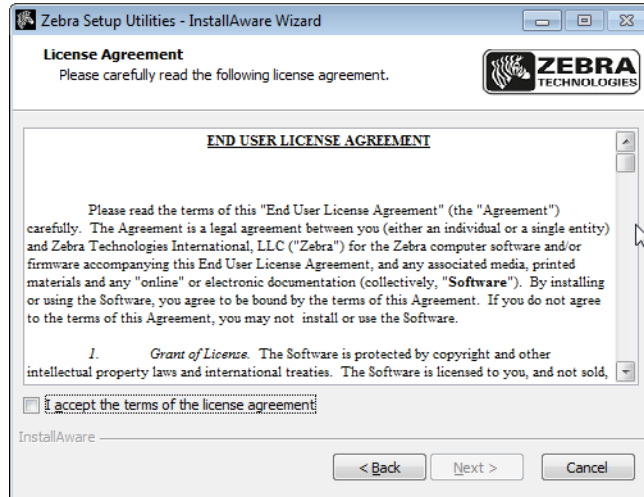 Zebra Setup Utilities - InstallAware Wizard
License Agreement
Please carefully read the following license agreement.
ZEBRA
TECHNOLOGIES
END USER LICENSE AGREEMENT
Please read the terms of this "End User License Agreement" (the "Agreement")
carefully. The Agreement is a legal agreement between you (either an individual or a single entity)
and Zebra Technologies International, LLC ("Zebra") for the Zebra computer software and/or
firmware accompanying this End User License Agreement, and any associated media, printed
materials and any "online" or electronic documentation (collectively, "Software"). By installing
or using the Software, you agree to be bound by the terms of this Agreement. If you do not agree
to the terms of this Agreement, you may not install or use the Software.
1. Grant of License. The Software is protected by copyright and other
intellectual property laws and international treaties. The Software is licensed to you, and not sold,
I accept the terms of the license agreement
InstallAware
< Back Next > Cancel